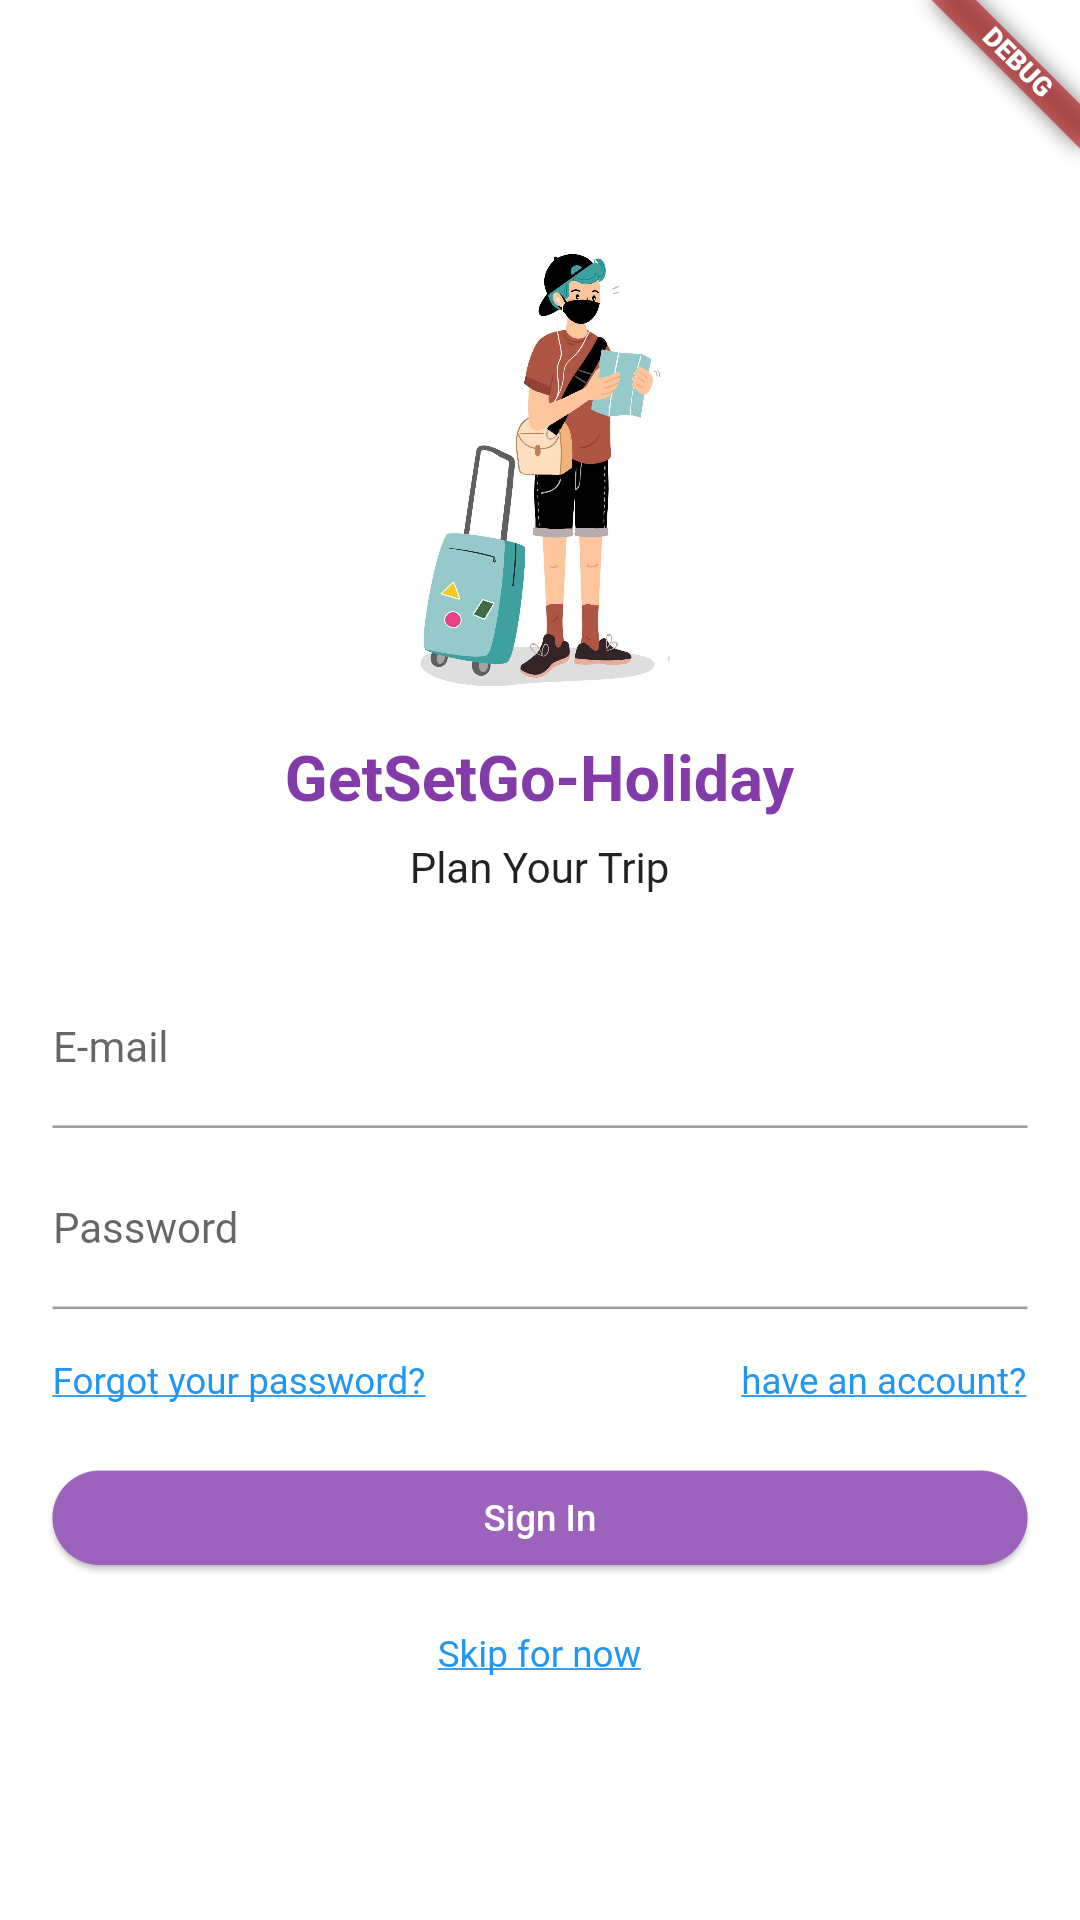 DEBUG
GetSetGo-Holiday
Plan Your Trip
E-mail
Password
Forgot your password? have an account?
Sign In
Skip for now